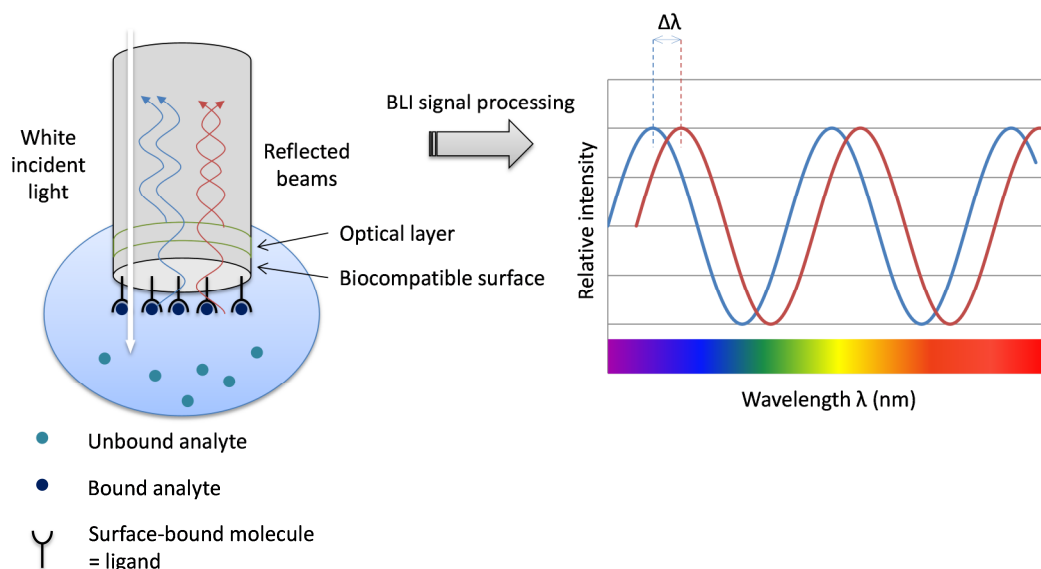 White
incident
light
Reflected
beams
Optical layer
Biocompatible surface
Unbound analyte
Bound analyte
Surface-bound molecule
= ligand
BLI signal processing
Δλ
Relative intensity
Wavelength λ (nm)